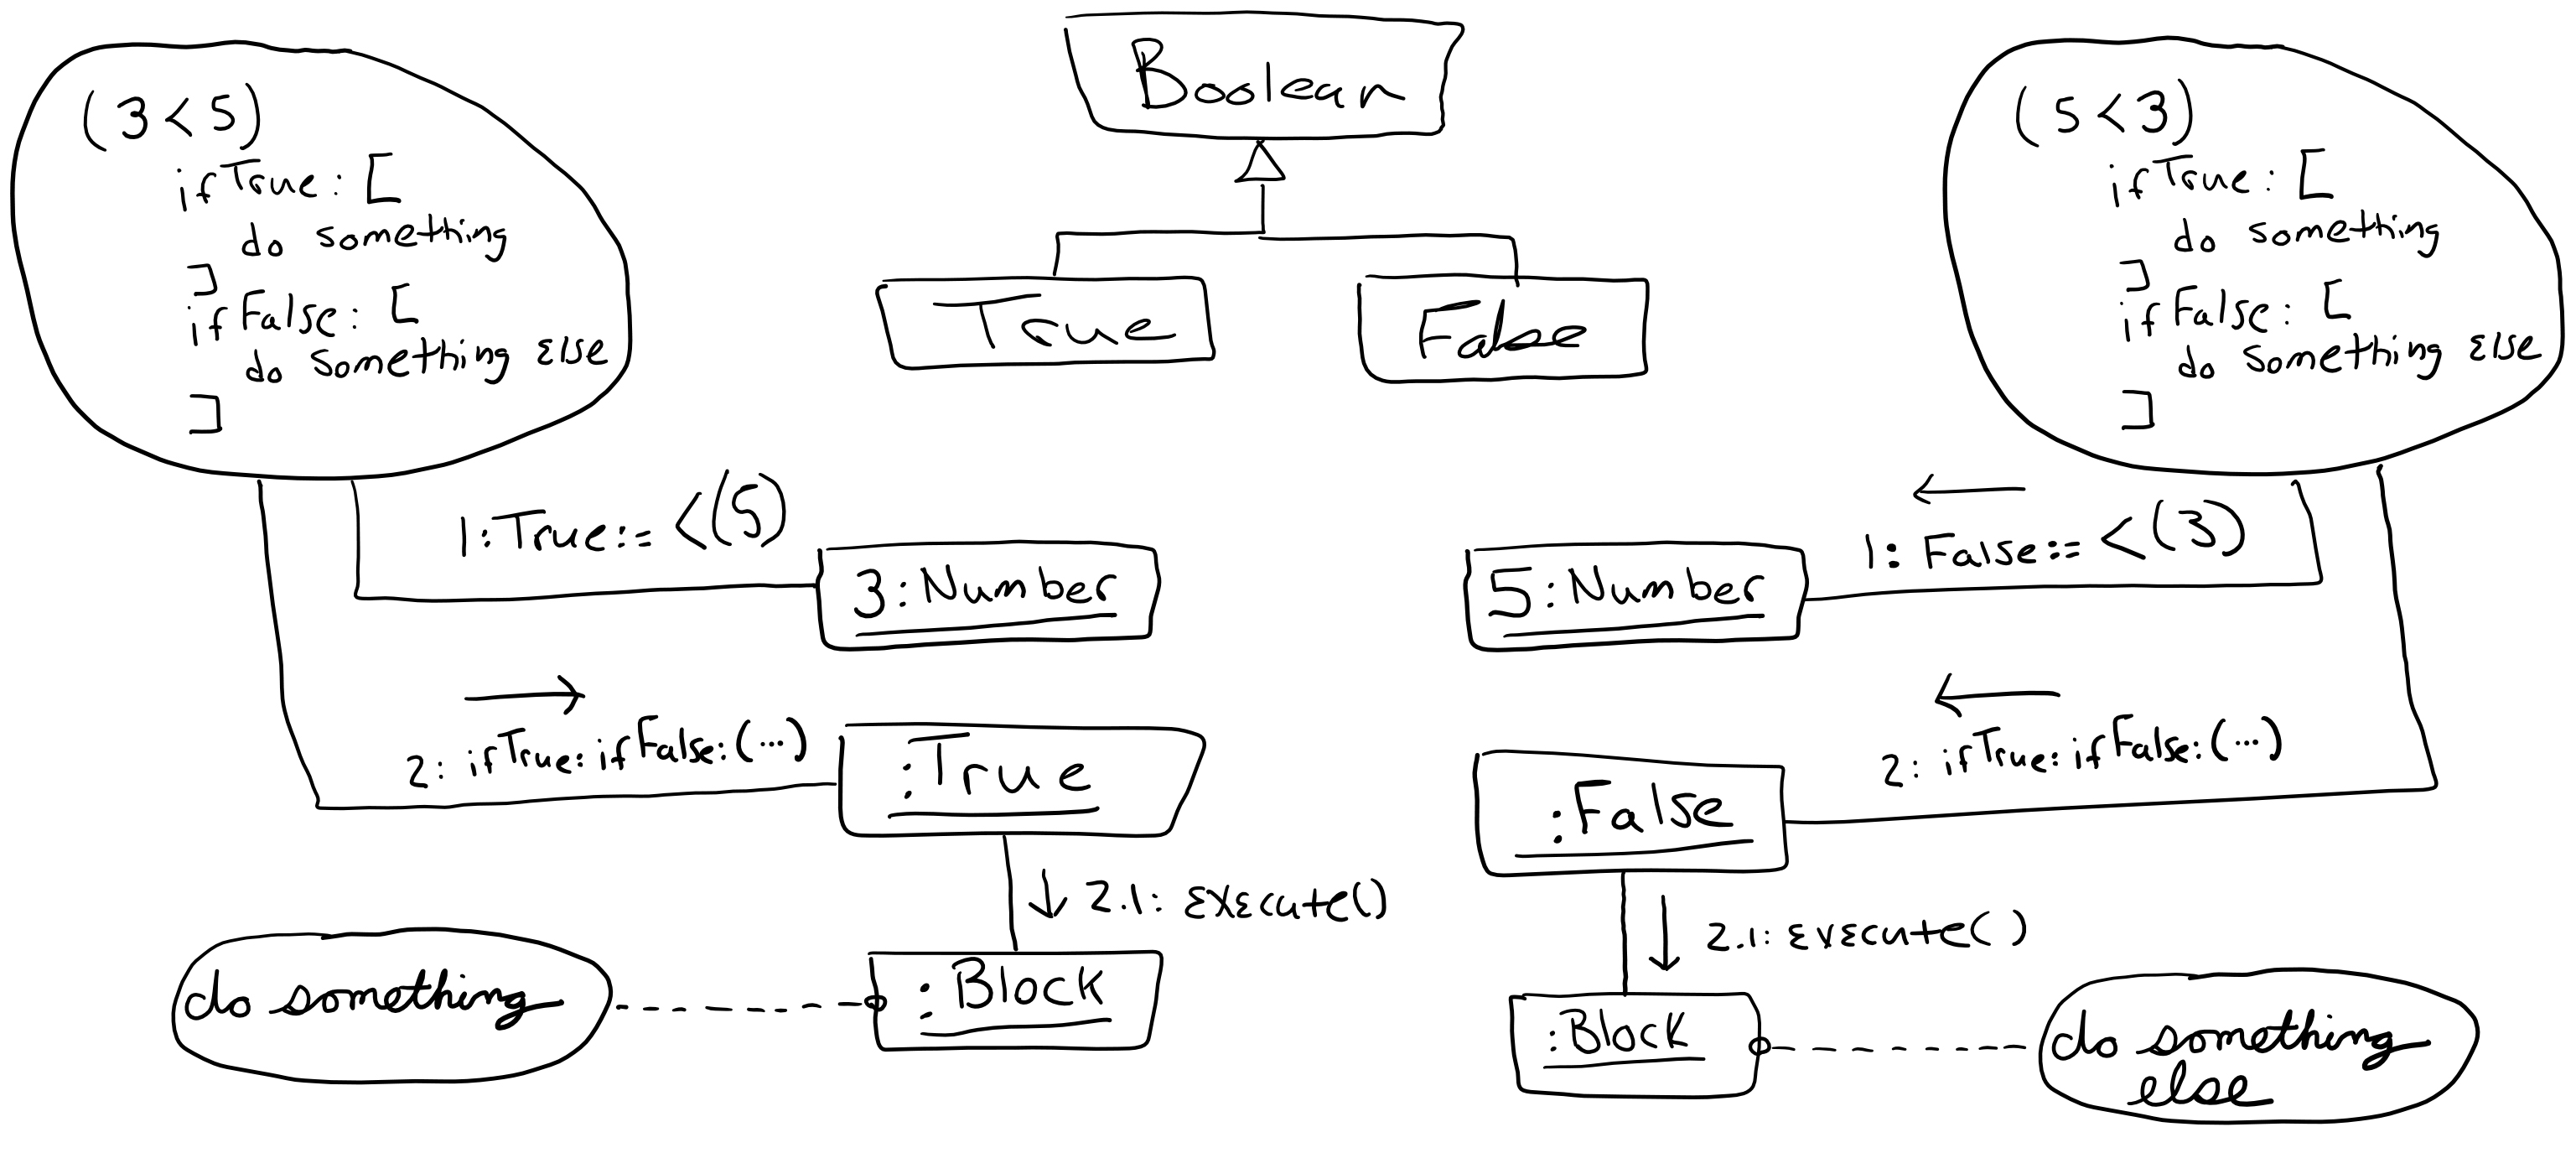 (3 < 5)
ifTrue: [
do something
]
ifFalse: [
do something else
]
Boolean
True
False
(5 < 3)
ifTrue: [
do something
]
ifFalse: [
do something else
]
1:True:= <(5)
3:Number
2: ifTrue:ifFalse:(...)
:True
2.1: execute()
:Block
do something
1: False:= <(3)
5:Number
2: ifTrue:ifFalse:(...)
:False
2.1: execute()
:Block
do something
else